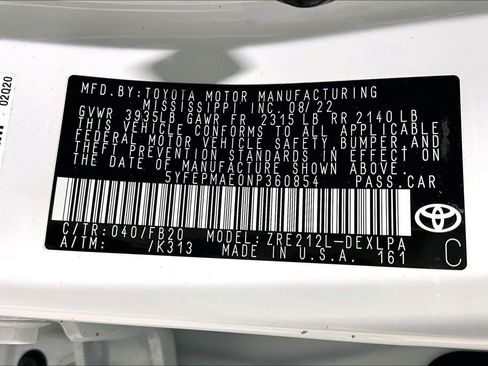 MFD.BY:TOYOTA MOTOR MANUFACTURING
MISSISSIPPI INC. 08/22
GVWR 3935LB GAWR FR 2315 LB RR 2140LB
THIS VEHICLE CONFORMS TO ALL APPLICABLE
FEDERAL MOTOR VEHICLE SAFETY, BUMPER,AND
THEFT PREVENTION STANDARDS IN EFFECT ON
THE DATE OF MANUFACTURE SHOWN ABOVE.
5YFEPMAE0NP360854 PASS.CAR
C/TR:040/FB20 MODEL:ZRE212L-DEXLPA
A/TM: /K313 MADE IN U.S.A. 161
TOYOTA
C
02020